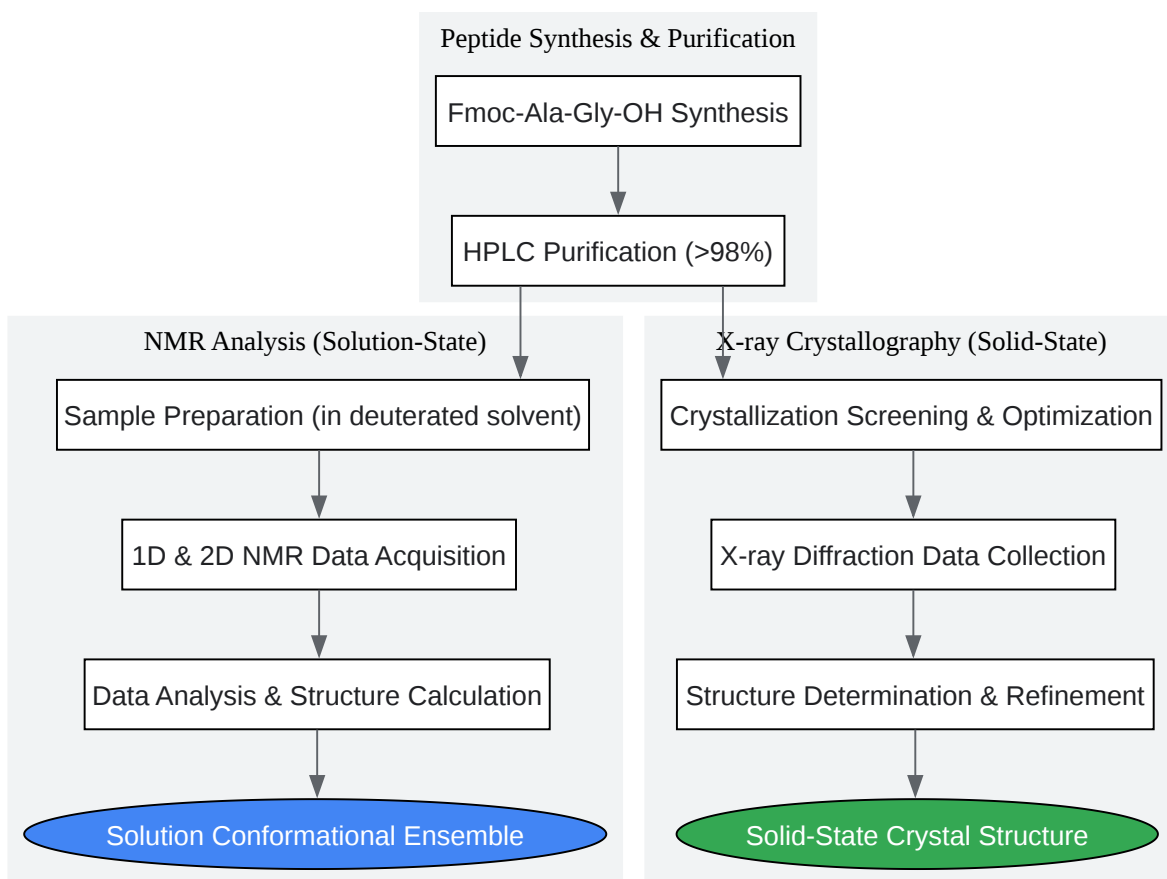 Peptide Synthesis & Purification
Fmoc-Ala-Gly-OH Synthesis
HPLC Purification (>98%)
NMR Analysis (Solution-State)
Sample Preparation (in deuterated solvent)
1D & 2D NMR Data Acquisition
Data Analysis & Structure Calculation
Solution Conformational Ensemble
X-ray Crystallography (Solid-State)
Crystallization Screening & Optimization
X-ray Diffraction Data Collection
Structure Determination & Refinement
Solid-State Crystal Structure